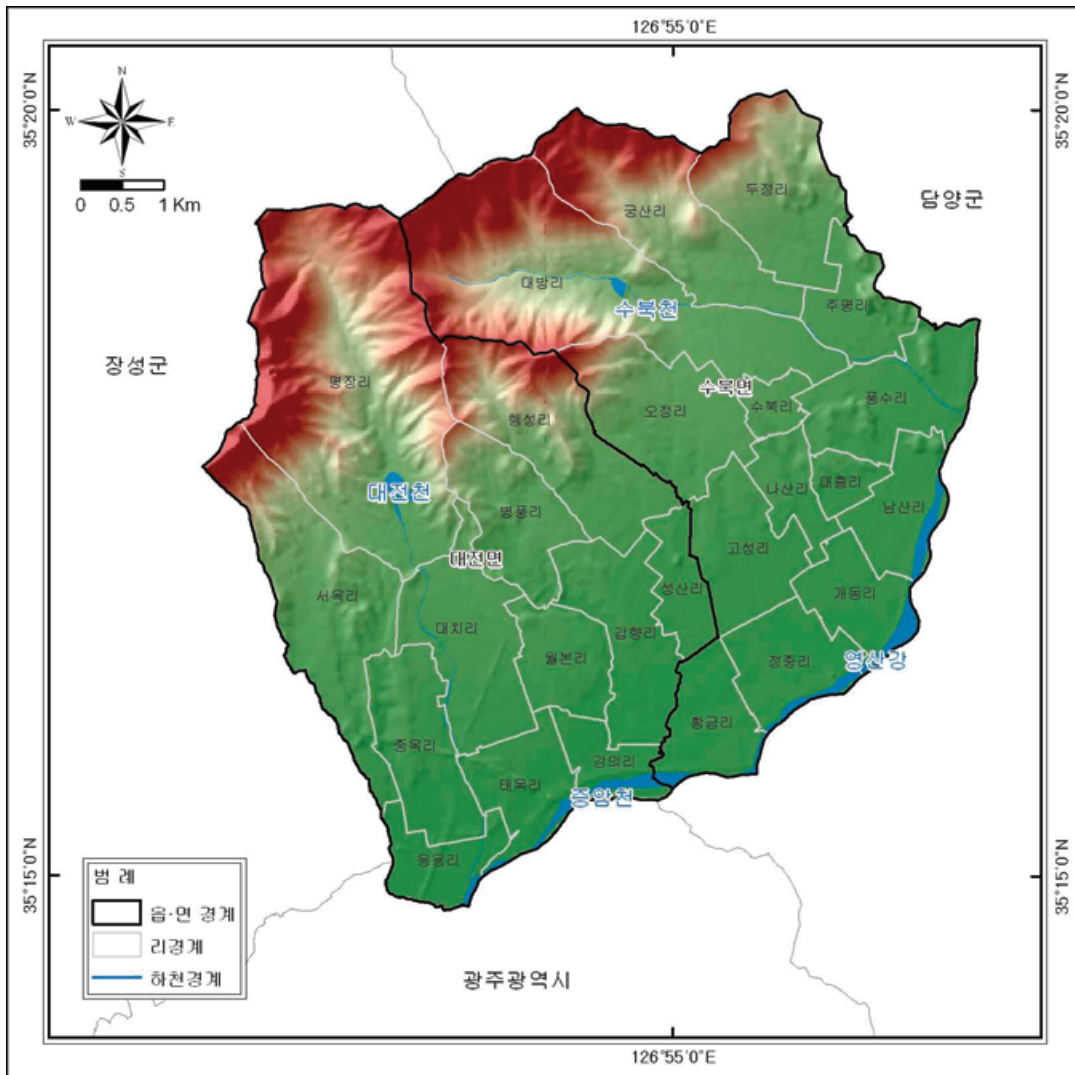 126°55'0"E
35°20'0"N
35°20'0"N
N
W
E
S
0 0.5 1 Km
두정리
담양군
궁산리
대방리
수북천
주평리
장성군
평장리
수북면
행성리
오정리
수북리
풍수리
대전천
나산리
대흥리
병풍리
남산리
대전면
고성리
서옥리
성산리
개동리
대치리
갑향리
월본리
정중리
영산강
황금리
중옥리
강의리
태목리
증암천
응용리
35°15'0"N
35°15'0"N
범 례
읍·면 경계
리경계
하천경계
광주광역시
126°55'0"E